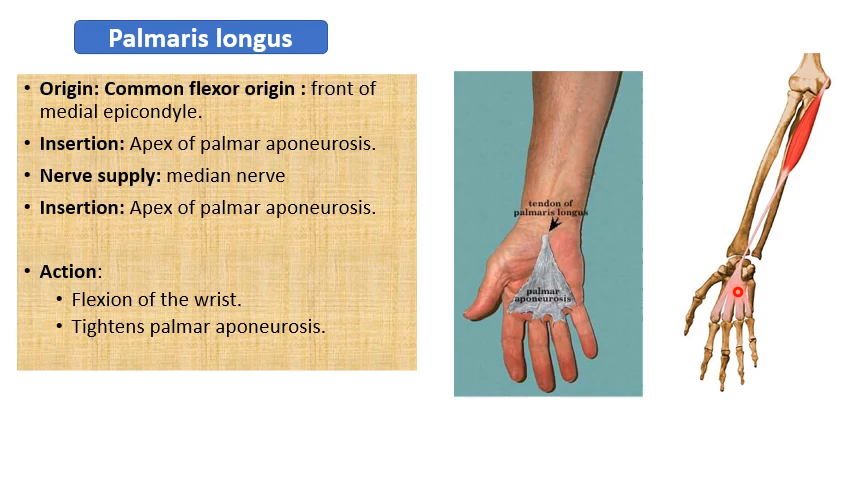 Palmaris longus
• Origin: Common flexor origin : front of
medial epicondyle.
• Insertion: Apex of palmar aponeurosis.
• Nerve supply: median nerve
• Insertion: Apex of palmar aponeurosis.
• Action:
• Flexion of the wrist.
• Tightens palmar aponeurosis.
tendon of
palmaris longus
palmar
aponeurosis